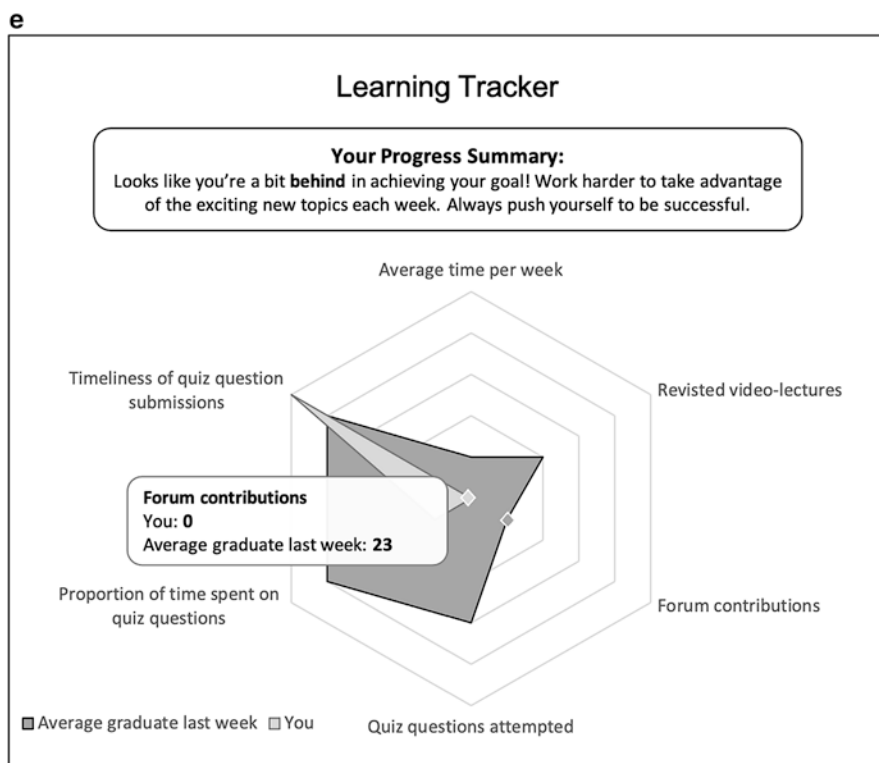 e
Learning Tracker
Your Progress Summary:
Looks like you're a bit behind in achieving your goal! Work harder to take advantage
of the exciting new topics each week. Always push yourself to be successful.
Average time per week
Timeliness of quiz question
submissions
Revisted video-lectures
Forum contributions
You: 0
Average graduate last week: 23
Proportion of time spent on
quiz questions
Forum contributions
Average graduate last week
You
Quiz questions attempted